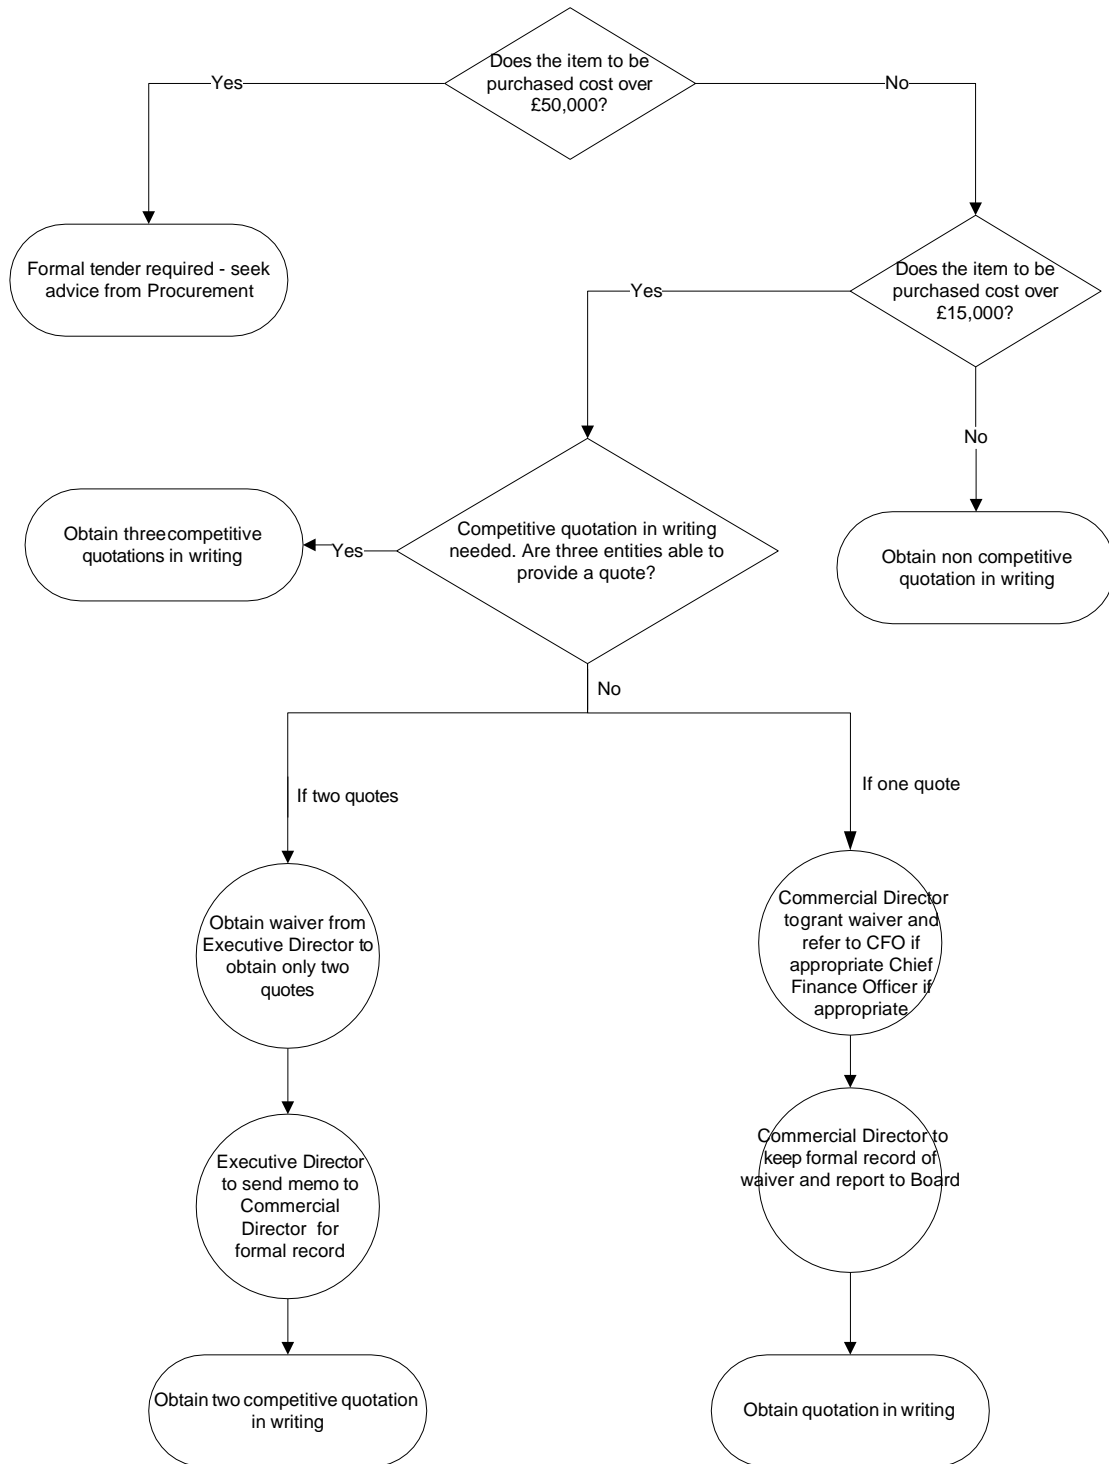 Does the item to be
purchased cost over
£50,000?
Yes
No
Formal tender required - seek
advice from Procurement
Does the item to be
purchased cost over
£15,000?
Yes
No
Competitive quotation in writing
needed. Are three entities able to
provide a quote?
Yes
Obtain three competitive
quotations in writing
Obtain non competitive
quotation in writing
No
If two quotes
If one quote
Obtain waiver from
Executive Director to
obtain only two
quotes
Commercial Director
to grant waiver and
refer to CFO if
appropriate Chief
Finance Officer if
appropriate
Executive Director
to send memo to
Commercial
Director for
formal record
Commercial Director to
keep formal record of
waiver and report to Board
Obtain two competitive quotation
in writing
Obtain quotation in writing